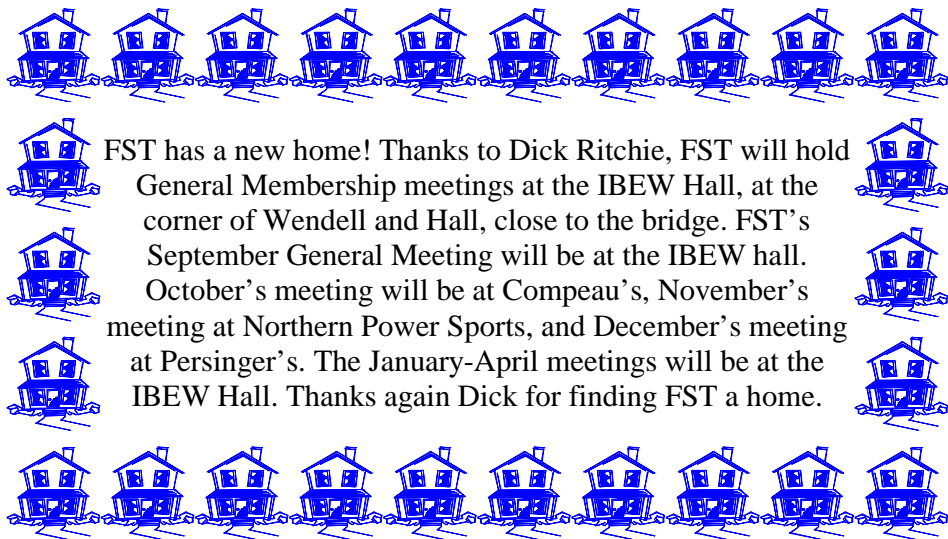 FST has a new home! Thanks to Dick Ritchie, FST will hold
General Membership meetings at the IBEW Hall, at the
corner of Wendell and Hall, close to the bridge. FST’s
September General Meeting will be at the IBEW hall.
October’s meeting will be at Compeau’s, November’s
meeting at Northern Power Sports, and December’s meeting
at Persinger’s. The January-April meetings will be at the
IBEW Hall. Thanks again Dick for finding FST a home.